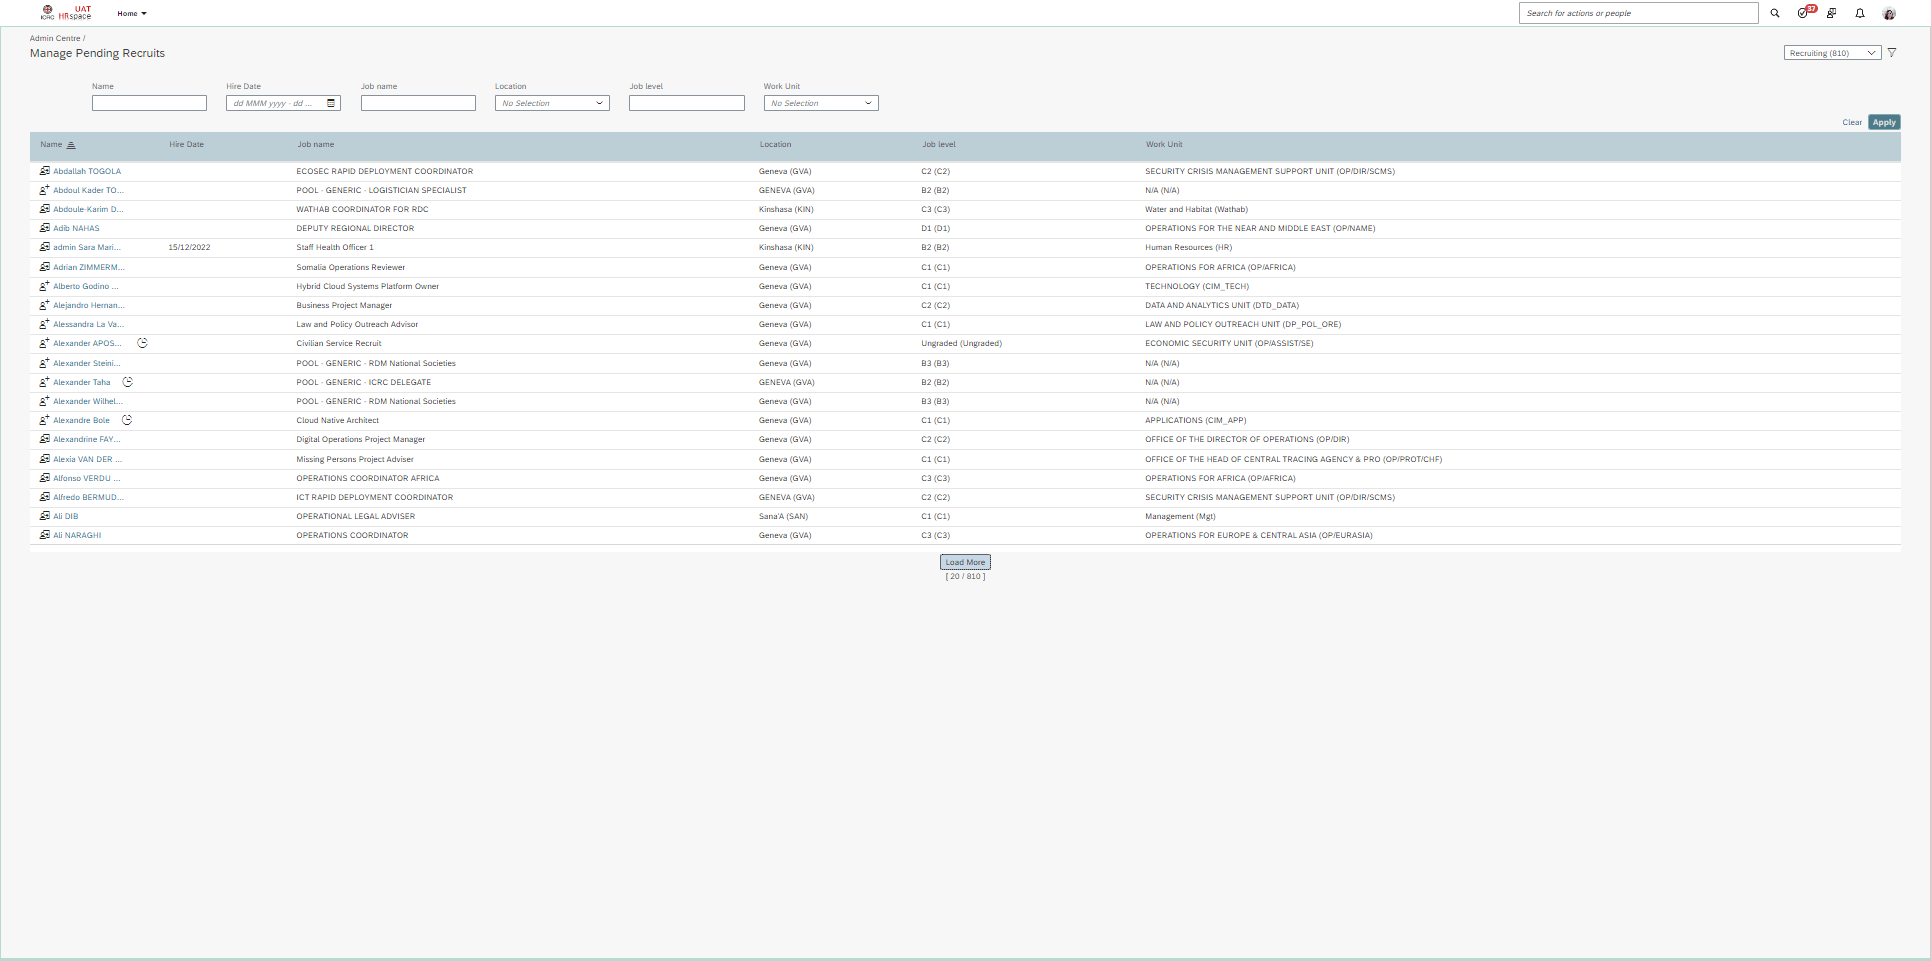 UAT
ICRC HRspace
Home
Search for actions or people
37
Admin Centre /
Manage Pending Recruits
Recruiting (810)
Name Hire Date Job name Location Job level Work Unit
dd MMM yyyy - dd ... No Selection No Selection
Clear Apply
Name Hire Date Job name Location Job level Work Unit
Abdallah TOGOLA ECOSEC RAPID DEPLOYMENT COORDINATOR Geneva (GVA) C2 (C2) SECURITY CRISIS MANAGEMENT SUPPORT UNIT (OP/DIR/SCMS)
Abdoul Kader TO... POOL - GENERIC - LOGISTICIAN SPECIALIST GENEVA (GVA) B2 (B2) N/A (N/A)
Abdoule-Karim D... WATHAB COORDINATOR FOR RDC Kinshasa (KIN) C3 (C3) Water and Habitat (Wathab)
Adib NAHAS DEPUTY REGIONAL DIRECTOR Geneva (GVA) D1 (D1) OPERATIONS FOR THE NEAR AND MIDDLE EAST (OP/NAME)
admin Sara Mari... 15/12/2022 Staff Health Officer 1 Kinshasa (KIN) B2 (B2) Human Resources (HR)
Adrian ZIMMERM... Somalia Operations Reviewer Geneva (GVA) C1 (C1) OPERATIONS FOR AFRICA (OP/AFRICA)
Alberto Godino ... Hybrid Cloud Systems Platform Owner Geneva (GVA) C1 (C1) TECHNOLOGY (CIM_TECH)
Alejandro Hernan... Business Project Manager Geneva (GVA) C2 (C2) DATA AND ANALYTICS UNIT (DTD_DATA)
Alessandra La Va... Law and Policy Outreach Advisor Geneva (GVA) C1 (C1) LAW AND POLICY OUTREACH UNIT (DP_POL_ORE)
Alexander APOS... Civilian Service Recruit Geneva (GVA) Ungraded (Ungraded) ECONOMIC SECURITY UNIT (OP/ASSIST/SE)
Alexander Steini... POOL - GENERIC - RDM National Societies Geneva (GVA) B3 (B3) N/A (N/A)
Alexander Taha POOL - GENERIC - ICRC DELEGATE GENEVA (GVA) B2 (B2) N/A (N/A)
Alexander Wilhel... POOL - GENERIC - RDM National Societies Geneva (GVA) B3 (B3) N/A (N/A)
Alexandre Bole Cloud Native Architect Geneva (GVA) C1 (C1) APPLICATIONS (CIM_APP)
Alexandrine FAY... Digital Operations Project Manager Geneva (GVA) C2 (C2) OFFICE OF THE DIRECTOR OF OPERATIONS (OP/DIR)
Alexia VAN DER ... Missing Persons Project Adviser Geneva (GVA) C1 (C1) OFFICE OF THE HEAD OF CENTRAL TRACING AGENCY & PRO (OP/PROT/CHF)
Alfonso VERDU ... OPERATIONS COORDINATOR AFRICA Geneva (GVA) C3 (C3) OPERATIONS FOR AFRICA (OP/AFRICA)
Alfredo BERMUD... ICT RAPID DEPLOYMENT COORDINATOR GENEVA (GVA) C2 (C2) SECURITY CRISIS MANAGEMENT SUPPORT UNIT (OP/DIR/SCMS)
Ali DIB OPERATIONAL LEGAL ADVISER Sana'A (SAN) C1 (C1) Management (Mgt)
Ali NARAGHI OPERATIONS COORDINATOR Geneva (GVA) C3 (C3) OPERATIONS FOR EUROPE & CENTRAL ASIA (OP/EURASIA)
Load More
[ 20 / 810 ]